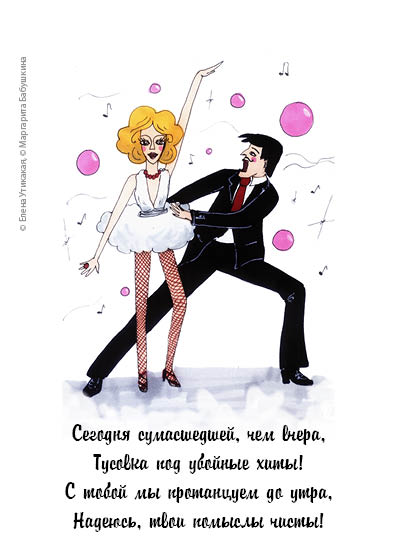 © Елена Утикакая, © Маргарита Бабушкина
Сегодня сумасшедшей, чем вчера,
Тусовка под убойные хиты!
С тобой мы протанцуем до утра,
Надеюсь, твои помыслы чисты!